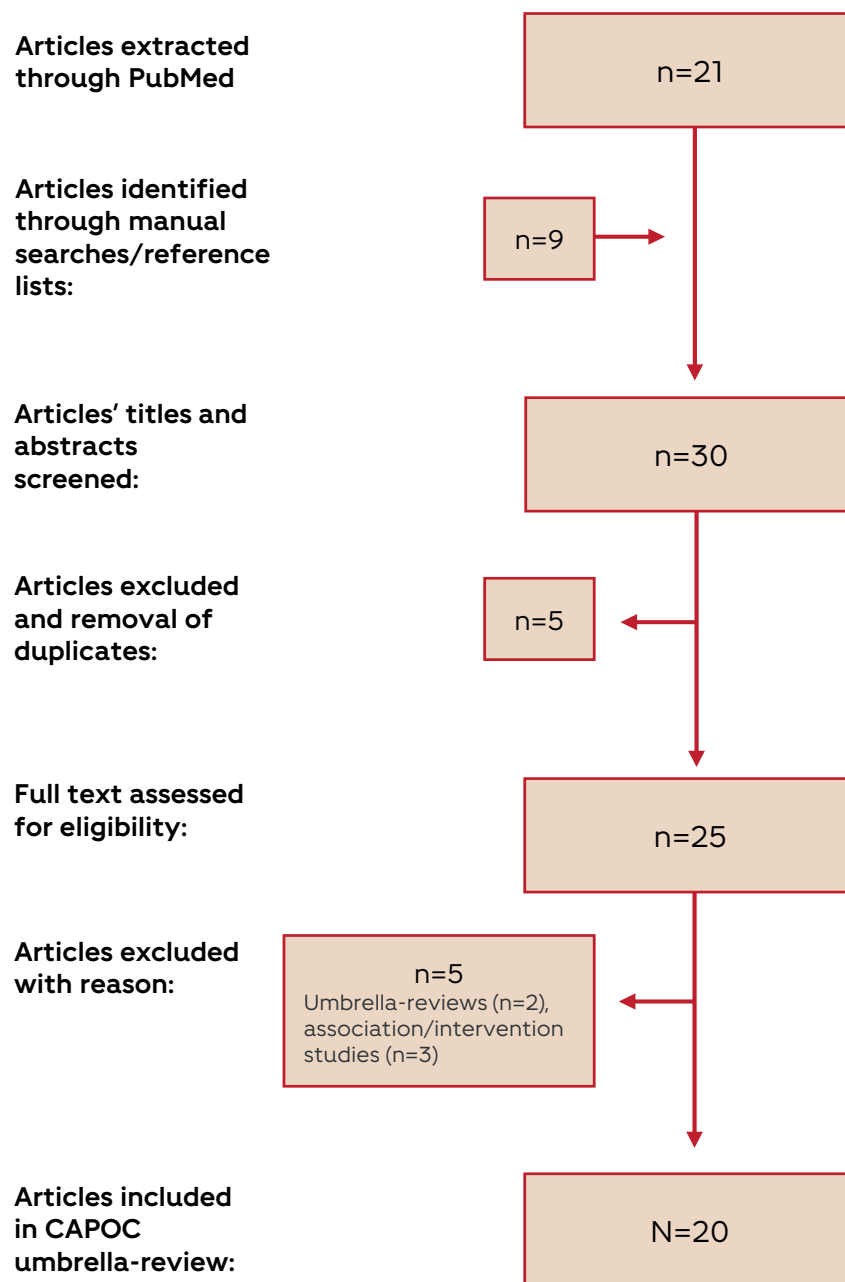 Articles extracted
through PubMed
n=21
Articles identified
through manual
searches/reference
lists:
n=9
Articles’ titles and
abstracts
screened:
n=30
Articles excluded
and removal of
duplicates:
n=5
Full text assessed
for eligibility:
n=25
Articles excluded
with reason:
n=5
Umbrella-reviews (n=2),
association/intervention
studies (n=3)
Articles included
in CAPOC
umbrella-review:
N=20